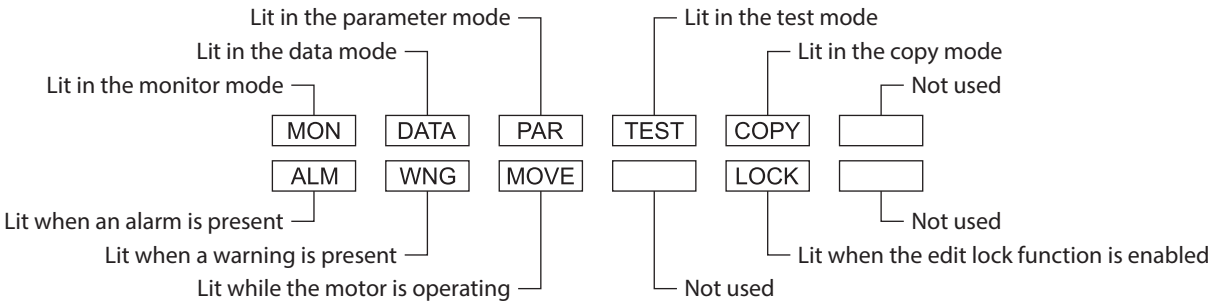 Lit in the parameter mode
Lit in the test mode
Lit in the data mode
Lit in the copy mode
Lit in the monitor mode
Not used
MON DATA PAR TEST COPY
ALM WNG MOVE LOCK
Lit when an alarm is present
Not used
Lit when a warning is present
Lit when the edit lock function is enabled
Lit while the motor is operating
Not used